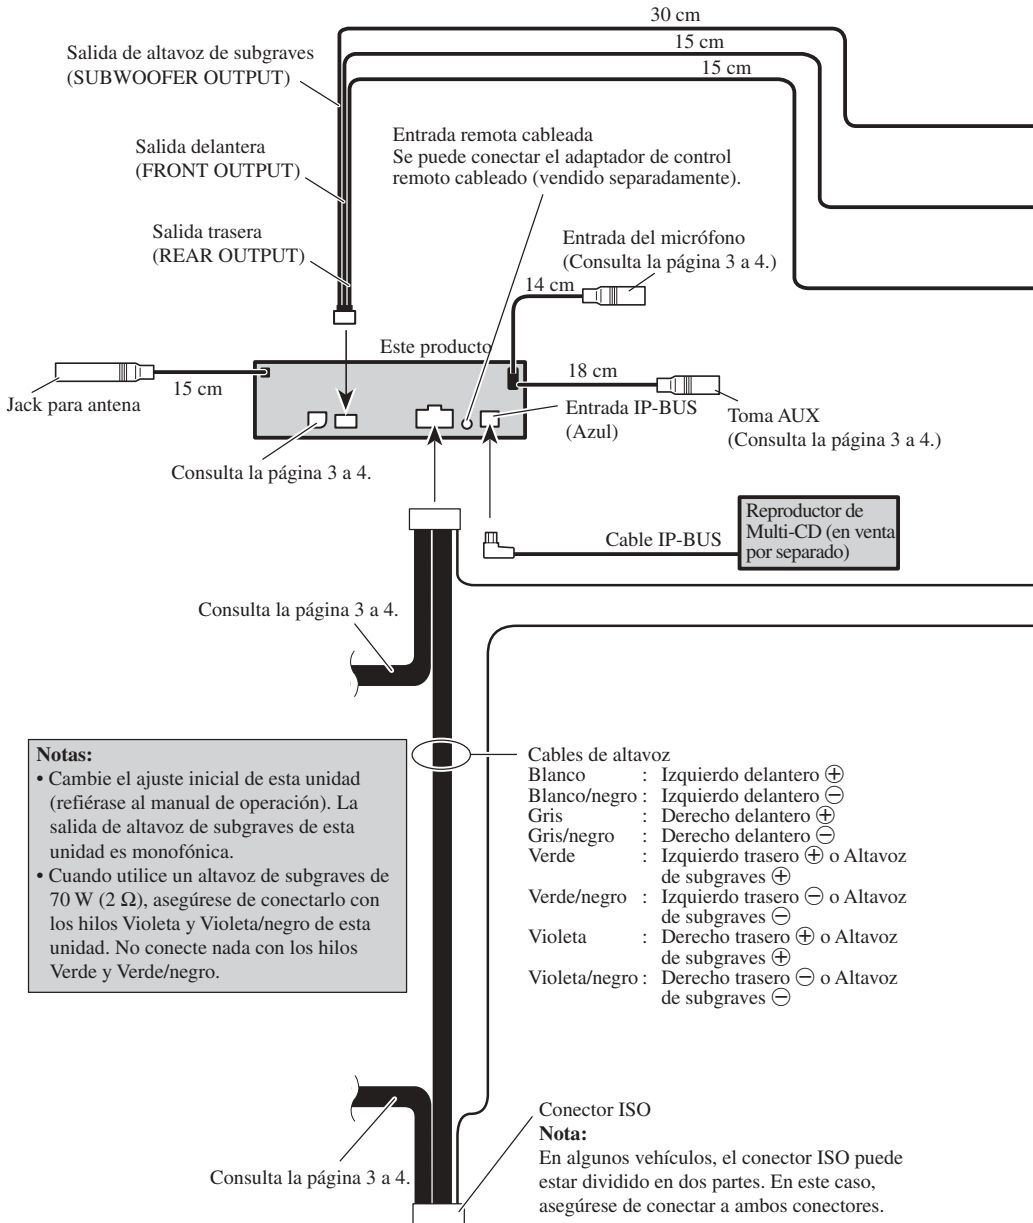 30 cm
15 cm
15 cm
Salida de altavoz de subgraves
(SUBWOOFER OUTPUT)
Salida delantera
(FRONT OUTPUT)
Salida trasera
(REAR OUTPUT)
Entrada remota cableada
Se puede conectar el adaptador de control
remoto cableado (vendido separadamente).
Entrada del micrófono
(Consulta la página 3 a 4.)
14 cm
Este producto
Jack para antena
15 cm
18 cm
Toma AUX
(Consulta la página 3 a 4.)
Entrada IP-BUS
(Azul)
Consulta la página 3 a 4.
Cable IP-BUS
Reproductor de
Multi-CD (en venta
por separado)
Consulta la página 3 a 4.
Notas:
• Cambie el ajuste inicial de esta unidad
(refiérase al manual de operación). La
salida de altavoz de subgraves de esta
unidad es monofónica.
• Cuando utilice un altavoz de subgraves de
70 W (2 Ω), asegúrese de conectarlo con
los hilos Violeta y Violeta/negro de esta
unidad. No conecte nada con los hilos
Verde y Verde/negro.
Cables de altavoz
Blanco : Izquierdo delantero ⊕
Blanco/negro : Izquierdo delantero ⊖
Gris : Derecho delantero ⊕
Gris/negro : Derecho delantero ⊖
Verde : Izquierdo trasero ⊕ o Altavoz
de subgraves ⊕
Verde/negro : Izquierdo trasero ⊖ o Altavoz
de subgraves ⊖
Violeta : Derecho trasero ⊕ o Altavoz
de subgraves ⊕
Violeta/negro : Derecho trasero ⊖ o Altavoz
de subgraves ⊖
Consulta la página 3 a 4.
Conector ISO
Nota:
En algunos vehículos, el conector ISO puede
estar dividido en dos partes. En este caso,
asegúrese de conectar a ambos conectores.